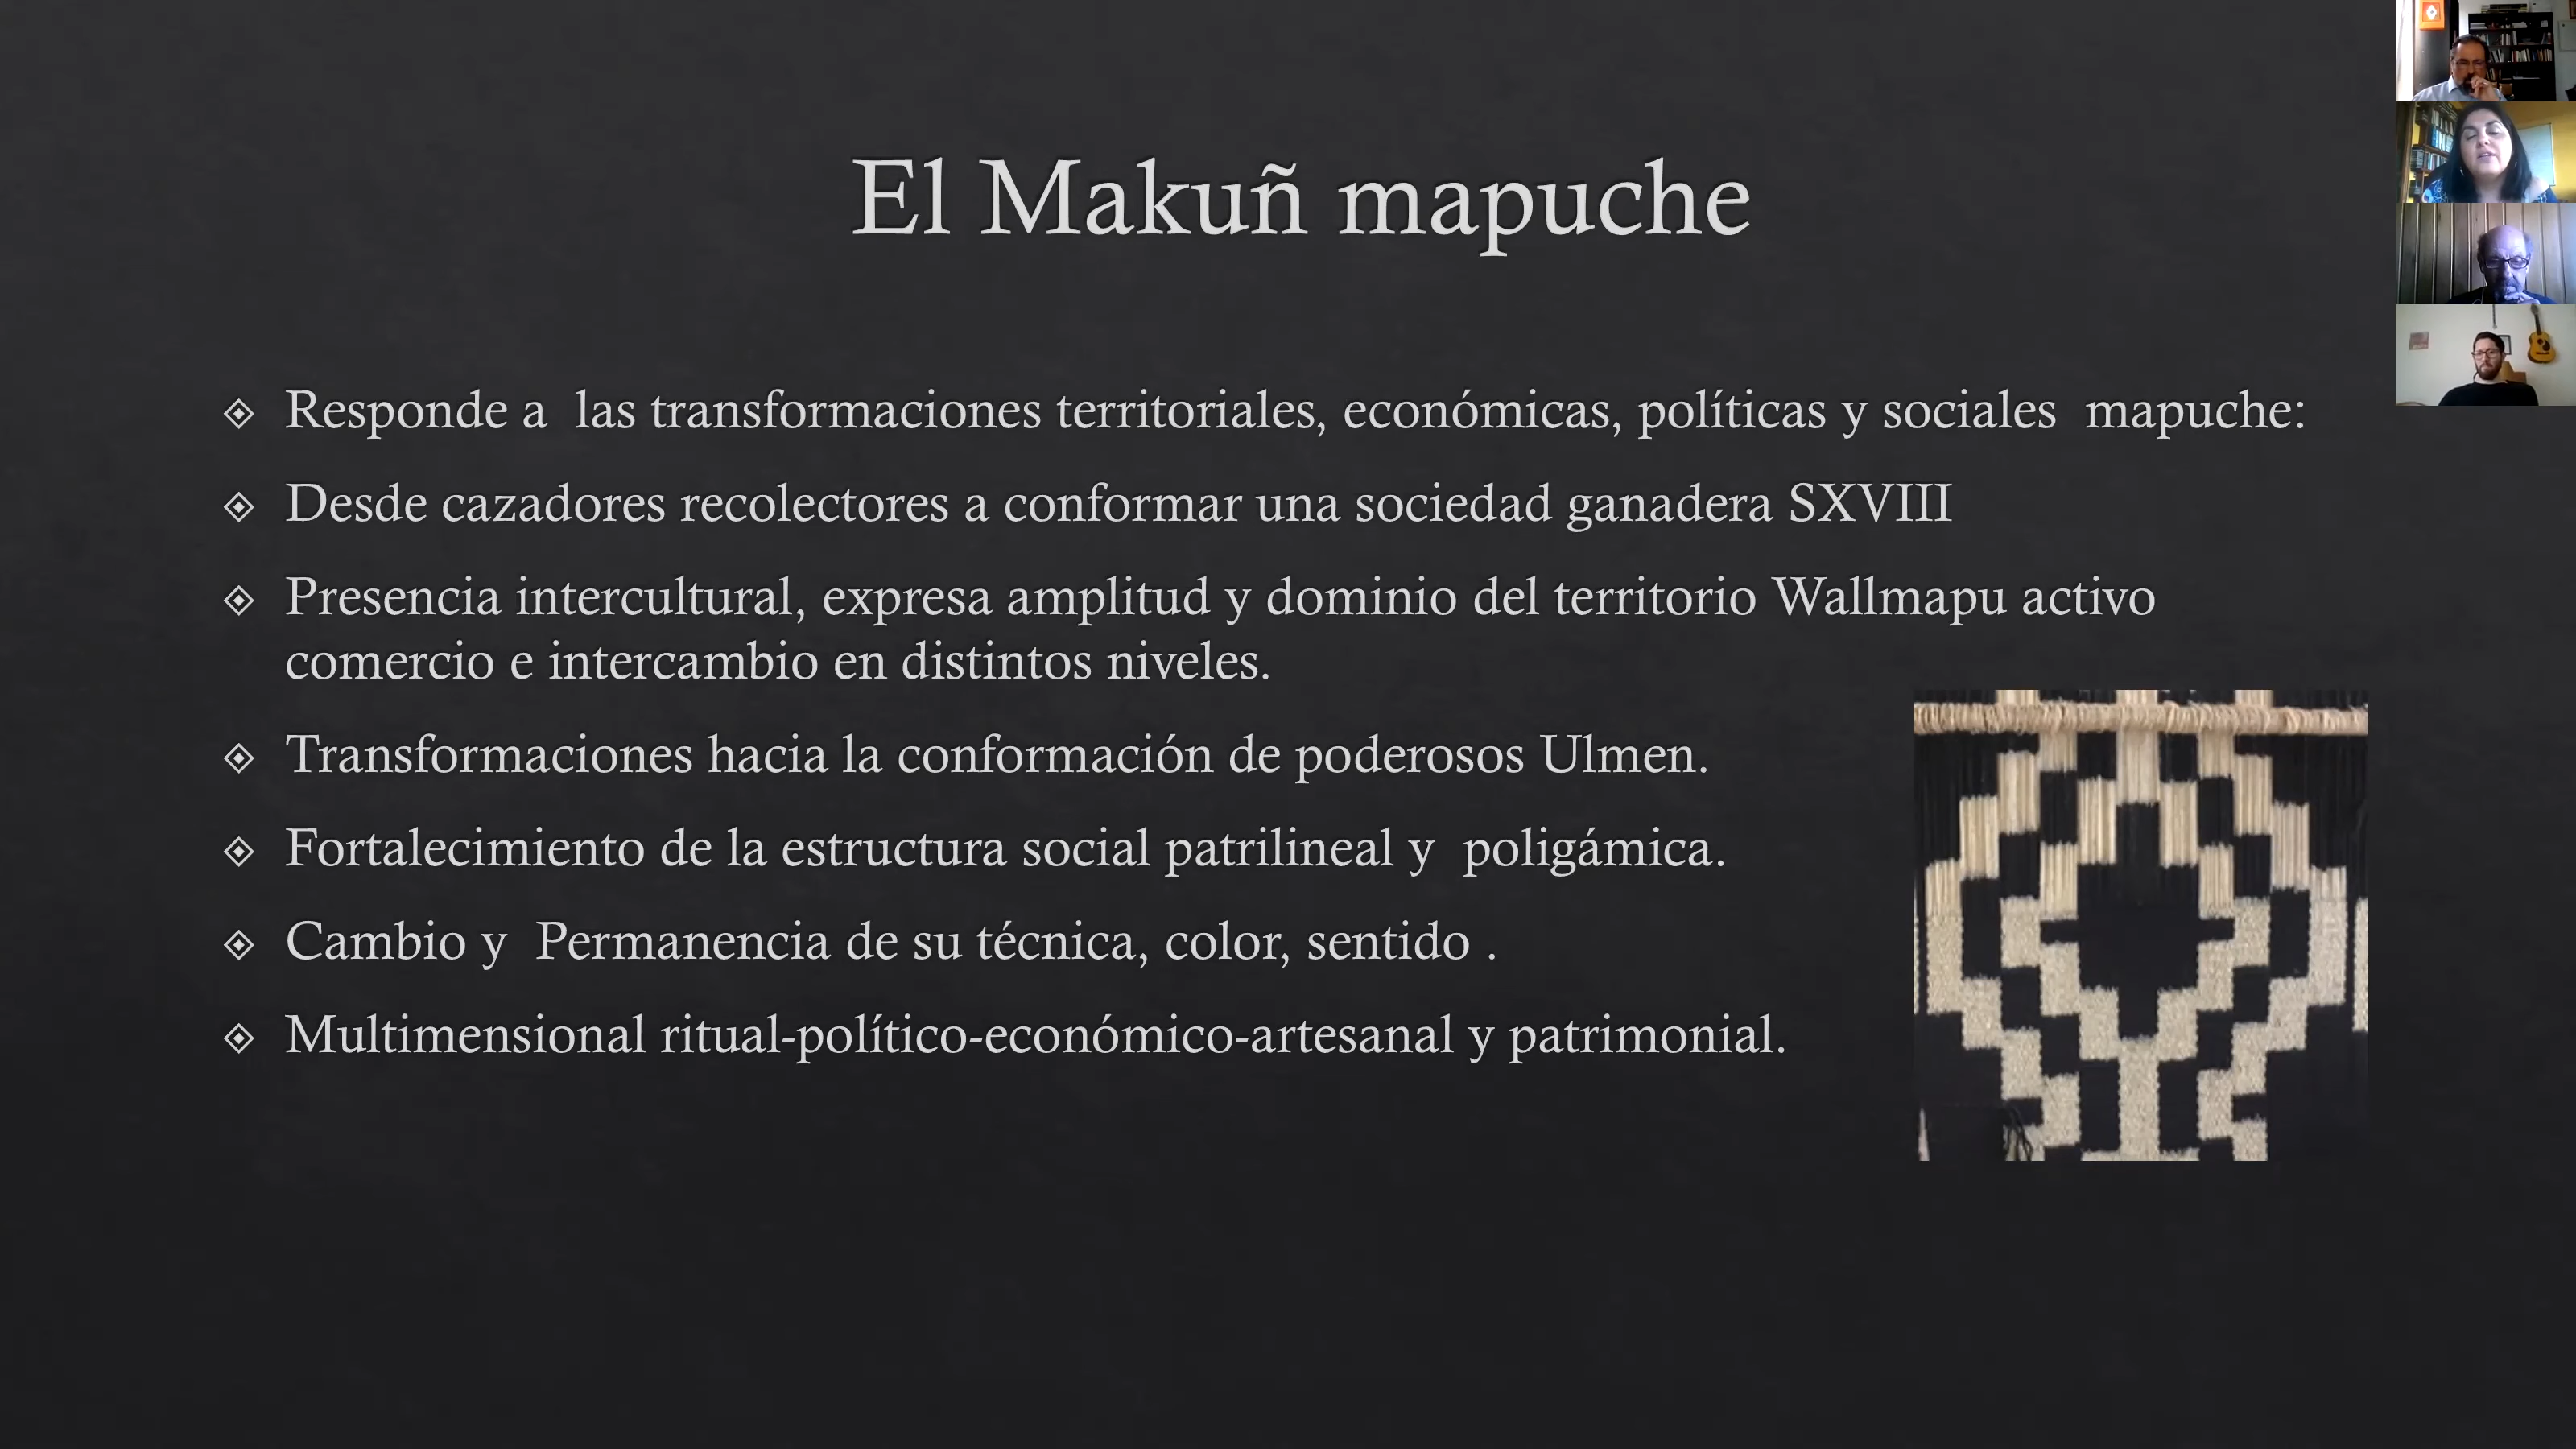 El Makuñ mapuche
Responde a  las transformaciones territoriales, económicas, políticas y sociales  mapuche:
Desde cazadores recolectores a conformar una sociedad ganadera SXVIII
Presencia intercultural, expresa amplitud y dominio del territorio Wallmapu activo
comercio e intercambio en distintos niveles.
Transformaciones hacia la conformación de poderosos Ulmen.
Fortalecimiento de la estructura social patrilineal y  poligámica.
Cambio y  Permanencia de su técnica, color, sentido .
Multimensional ritual-político-económico-artesanal y patrimonial.